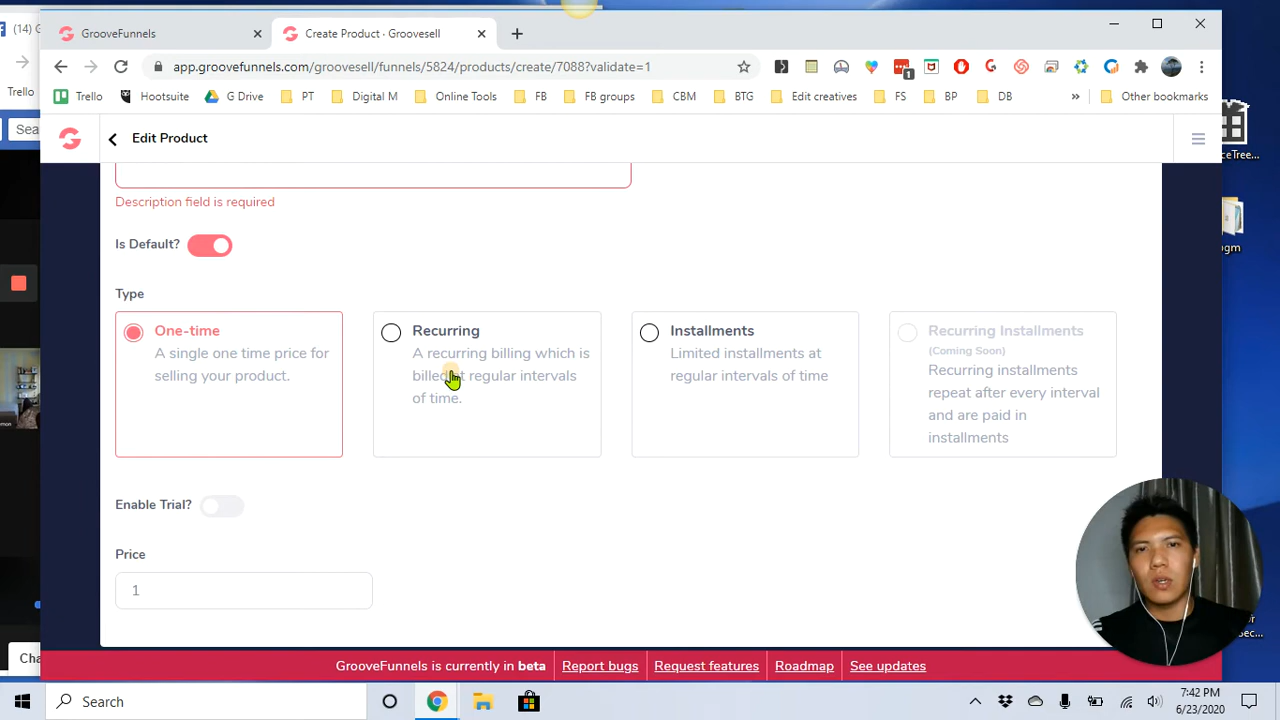 (14) G
GrooveFunnels
Create Product · Groovesell
app.groovefunnels.com/groovesell/funnels/5824/products/create/7088?validate=1
1
Trello
Trello
Hootsuite
G Drive
PT
Digital M
Online Tools
FB
FB groups
CBM
BTG
Edit creatives
FS
BP
DB
»
Other bookmarks
Sea
Edit Product
Description field is required
Is Default?
Type
One-time
A single one time price for
selling your product.
Recurring
A recurring billing which is
billed at regular intervals
of time.
Installments
Limited installments at
regular intervals of time
Recurring Installments
(Coming Soon)
Recurring installments
repeat after every interval
and are paid in
installments
Enable Trial?
Price
1
Cha
GrooveFunnels is currently in beta
Report bugs
Request features
Roadmap
See updates
Search
7:42 PM
6/23/2020